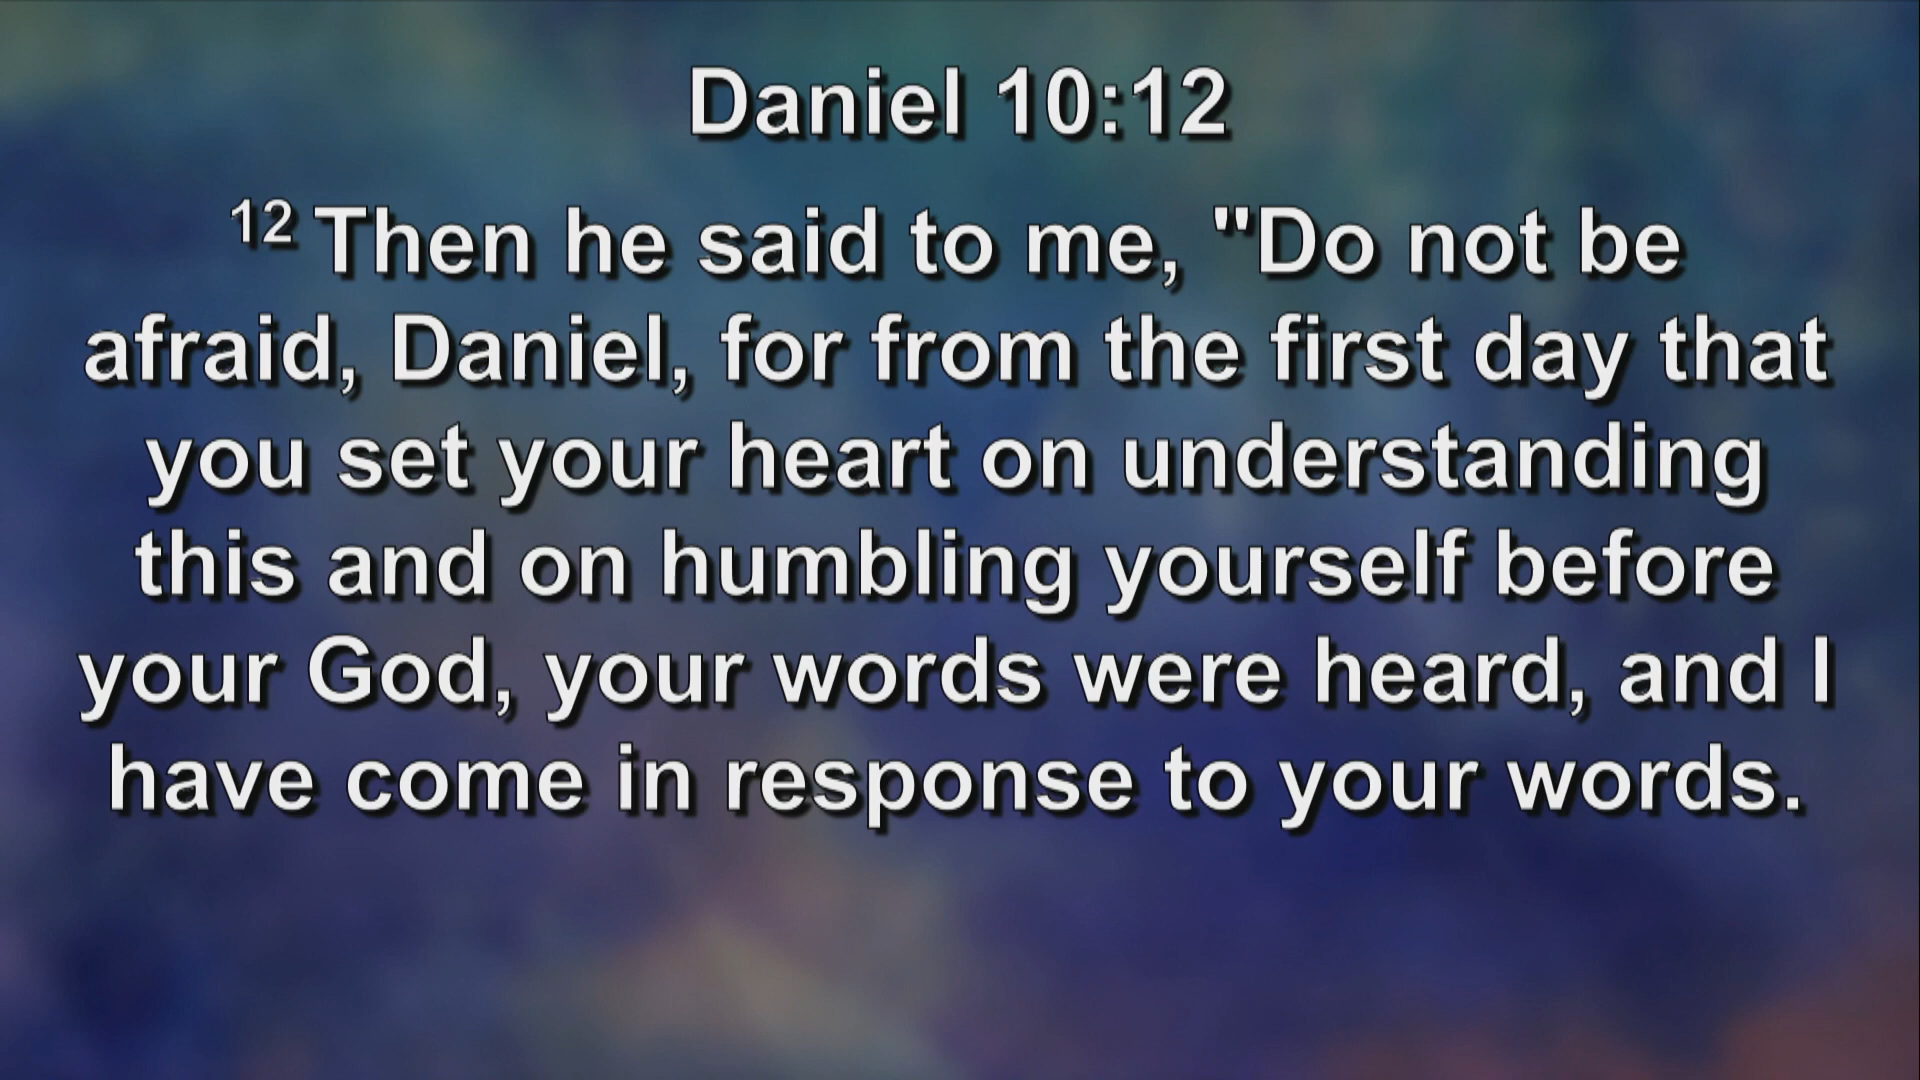 Daniel 10:12
12 Then he said to me, "Do not be
afraid, Daniel, for from the first day that
you set your heart on understanding
this and on humbling yourself before
your God, your words were heard, and I
have come in response to your words.